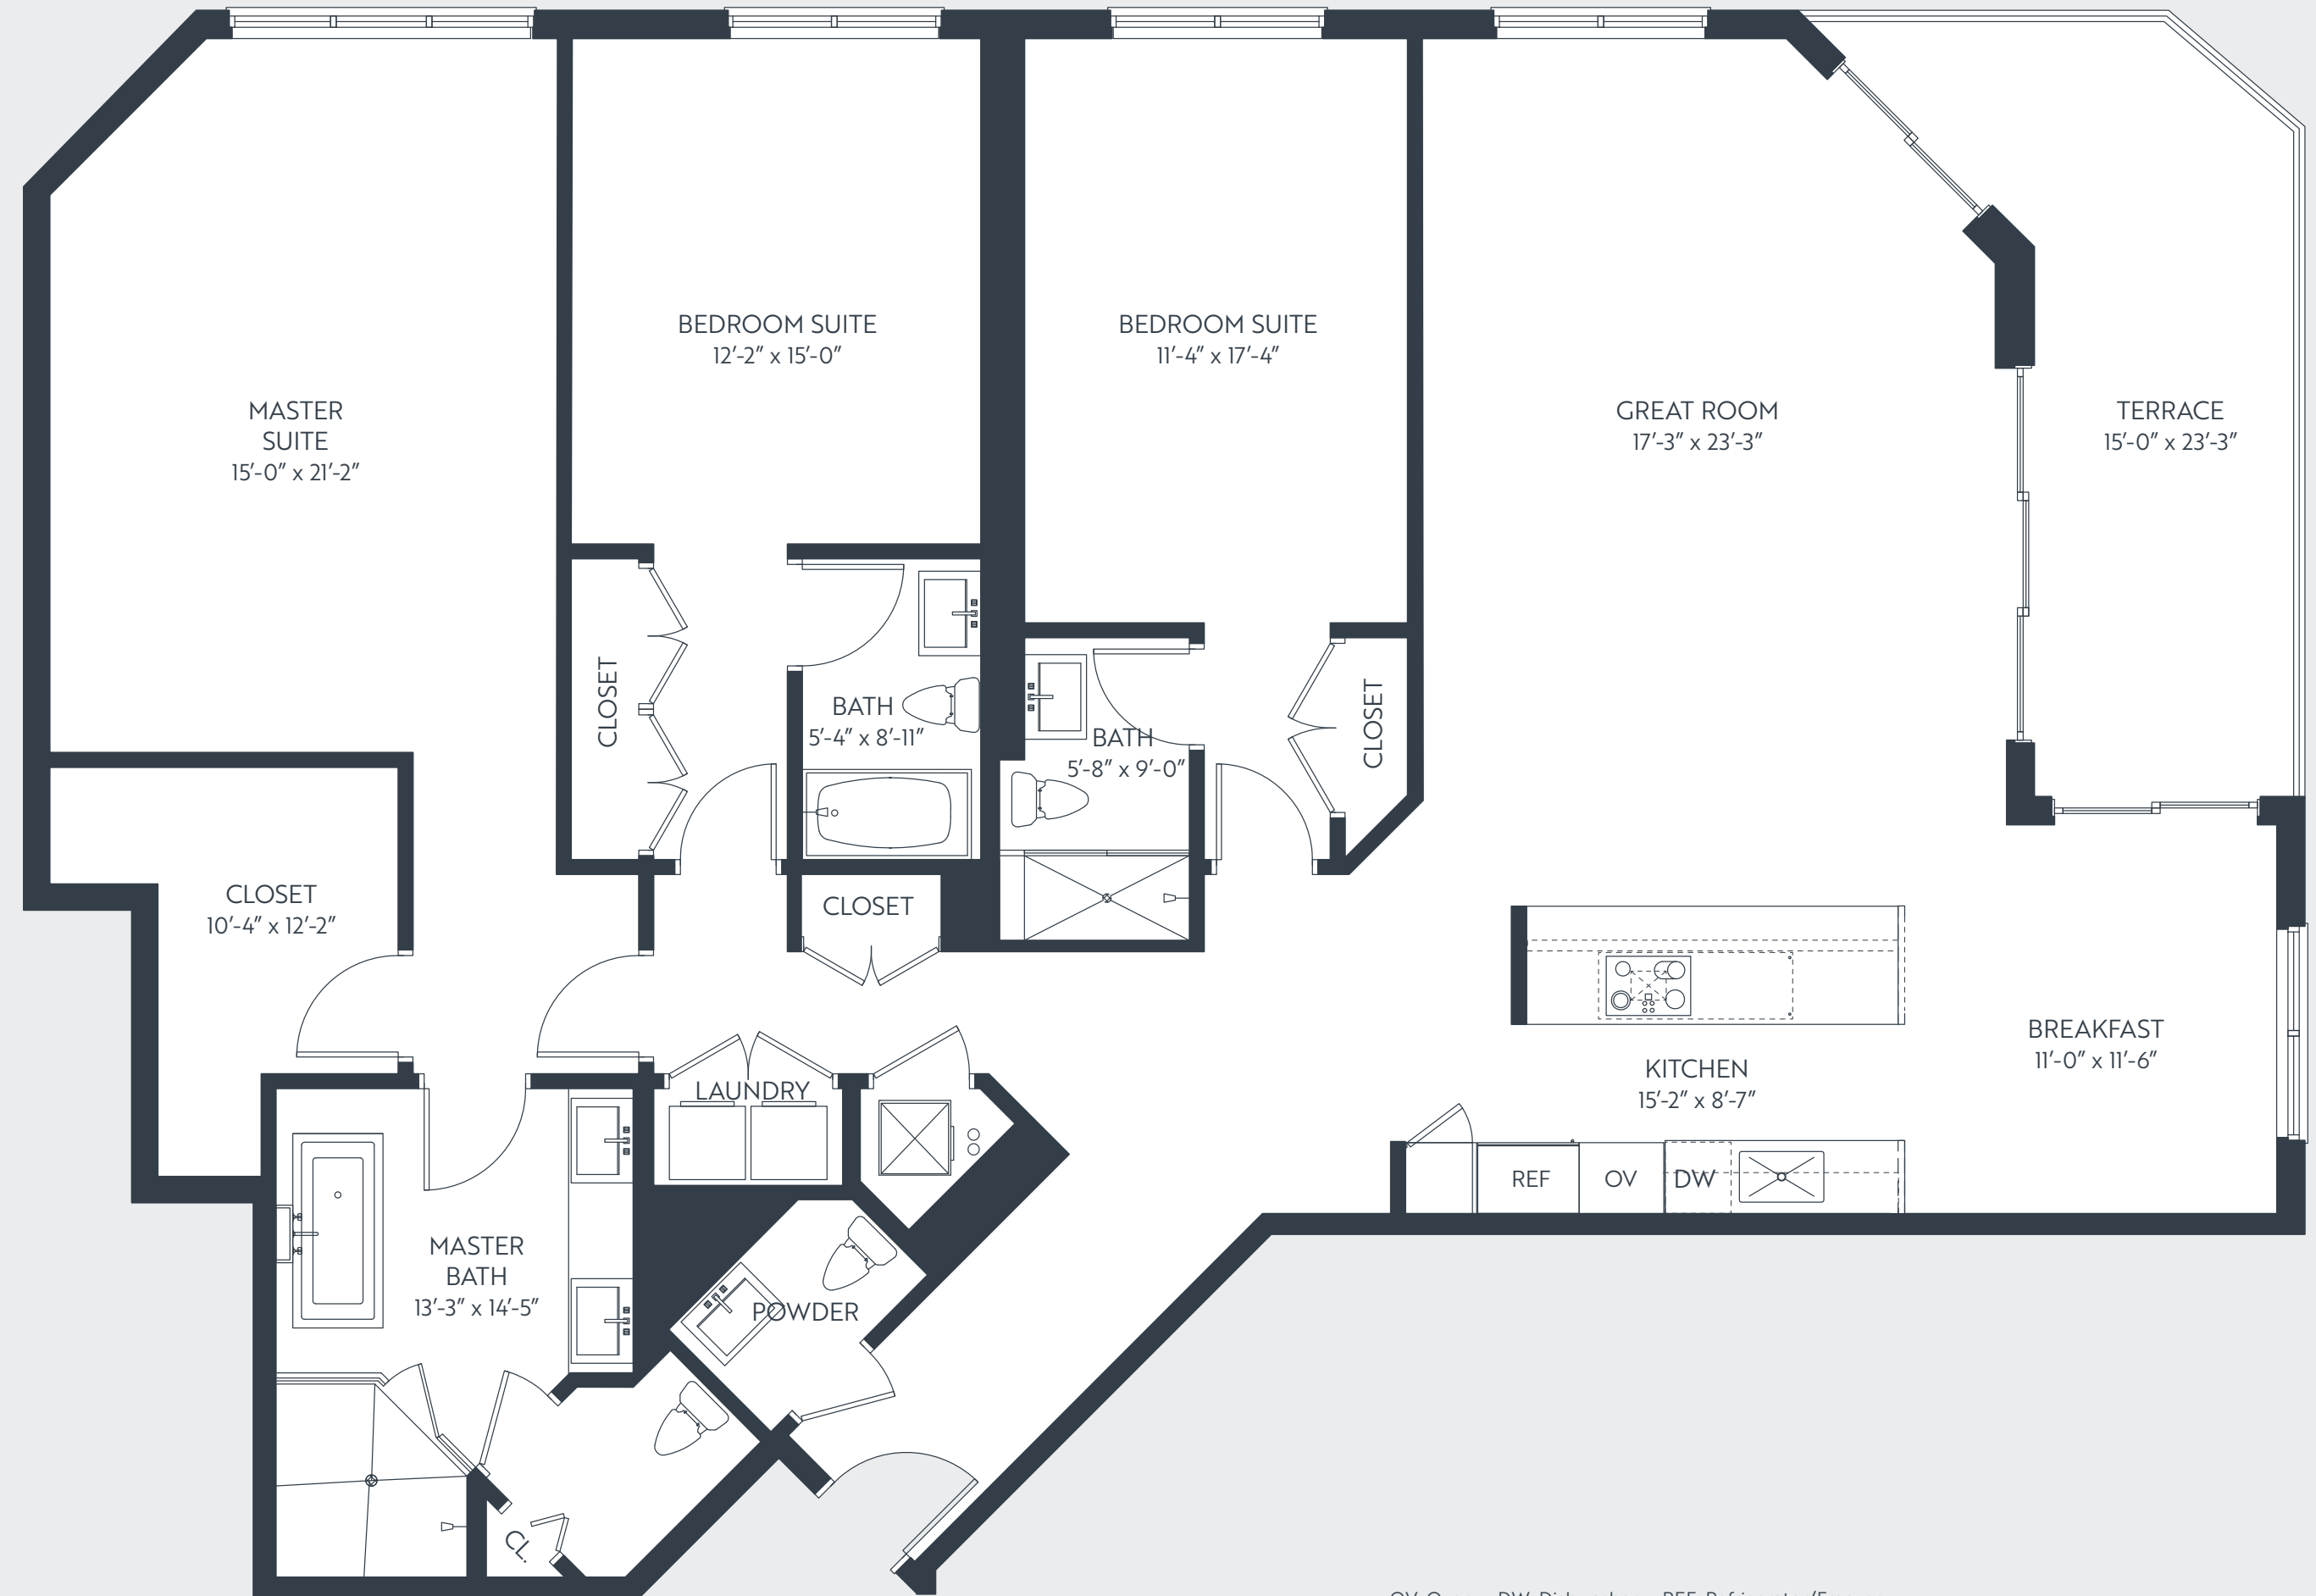 MASTER
SUITE
15'-0" x 21'-2"
BEDROOM SUITE
12'-2" x 15'-0"
BEDROOM SUITE
11'-4" x 17'-4"
GREAT ROOM
17'-3" x 23'-3"
TERRACE
15'-0" x 23'-3"
CLOSET
BATH
5'-4" x 8'-11"
BATH
5'-8" x 9'-0"
CLOSET
CLOSET
10'-4" x 12'-2"
CLOSET
LAUNDRY
KITCHEN
15'-2" x 8'-7"
BREAKFAST
11'-0" x 11'-6"
REF
OV
DW
MASTER
BATH
13'-3" x 14'-5"
POWDER
CL.